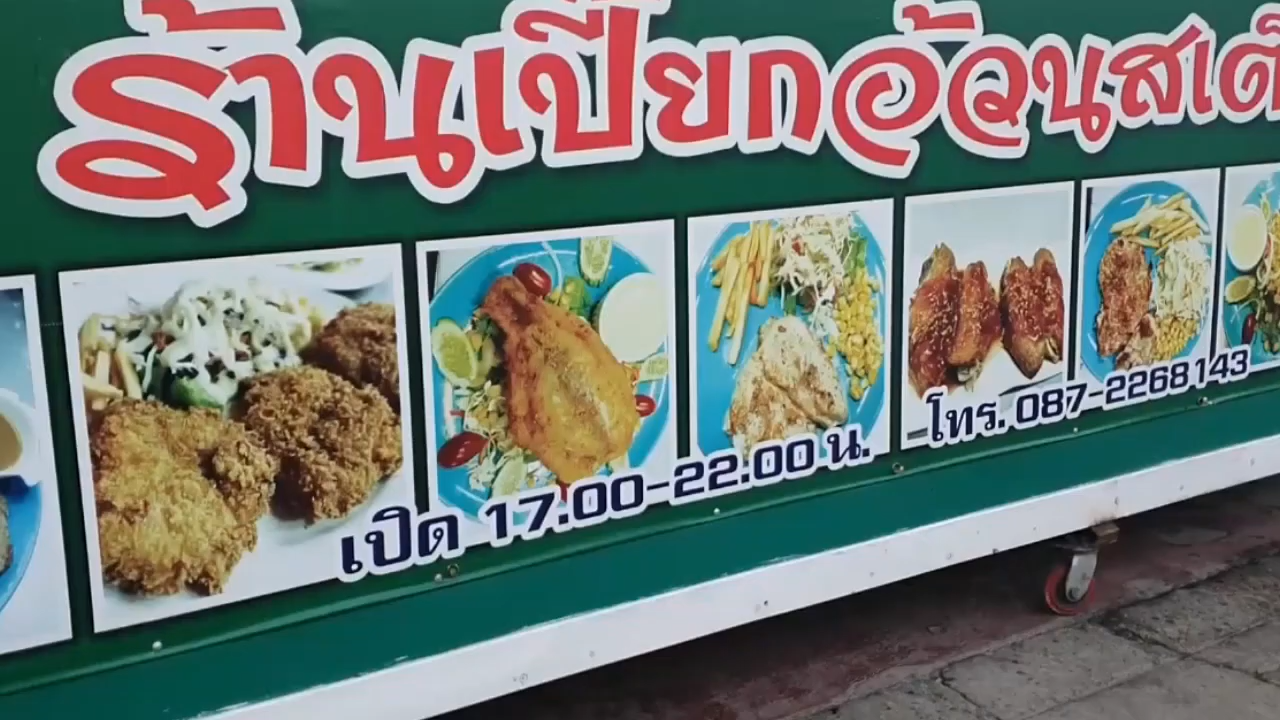 ร้านเปี๊ยกอ้วนสเต๊
เปิด 17.00-22.00 น.
โทร. 087-2268143